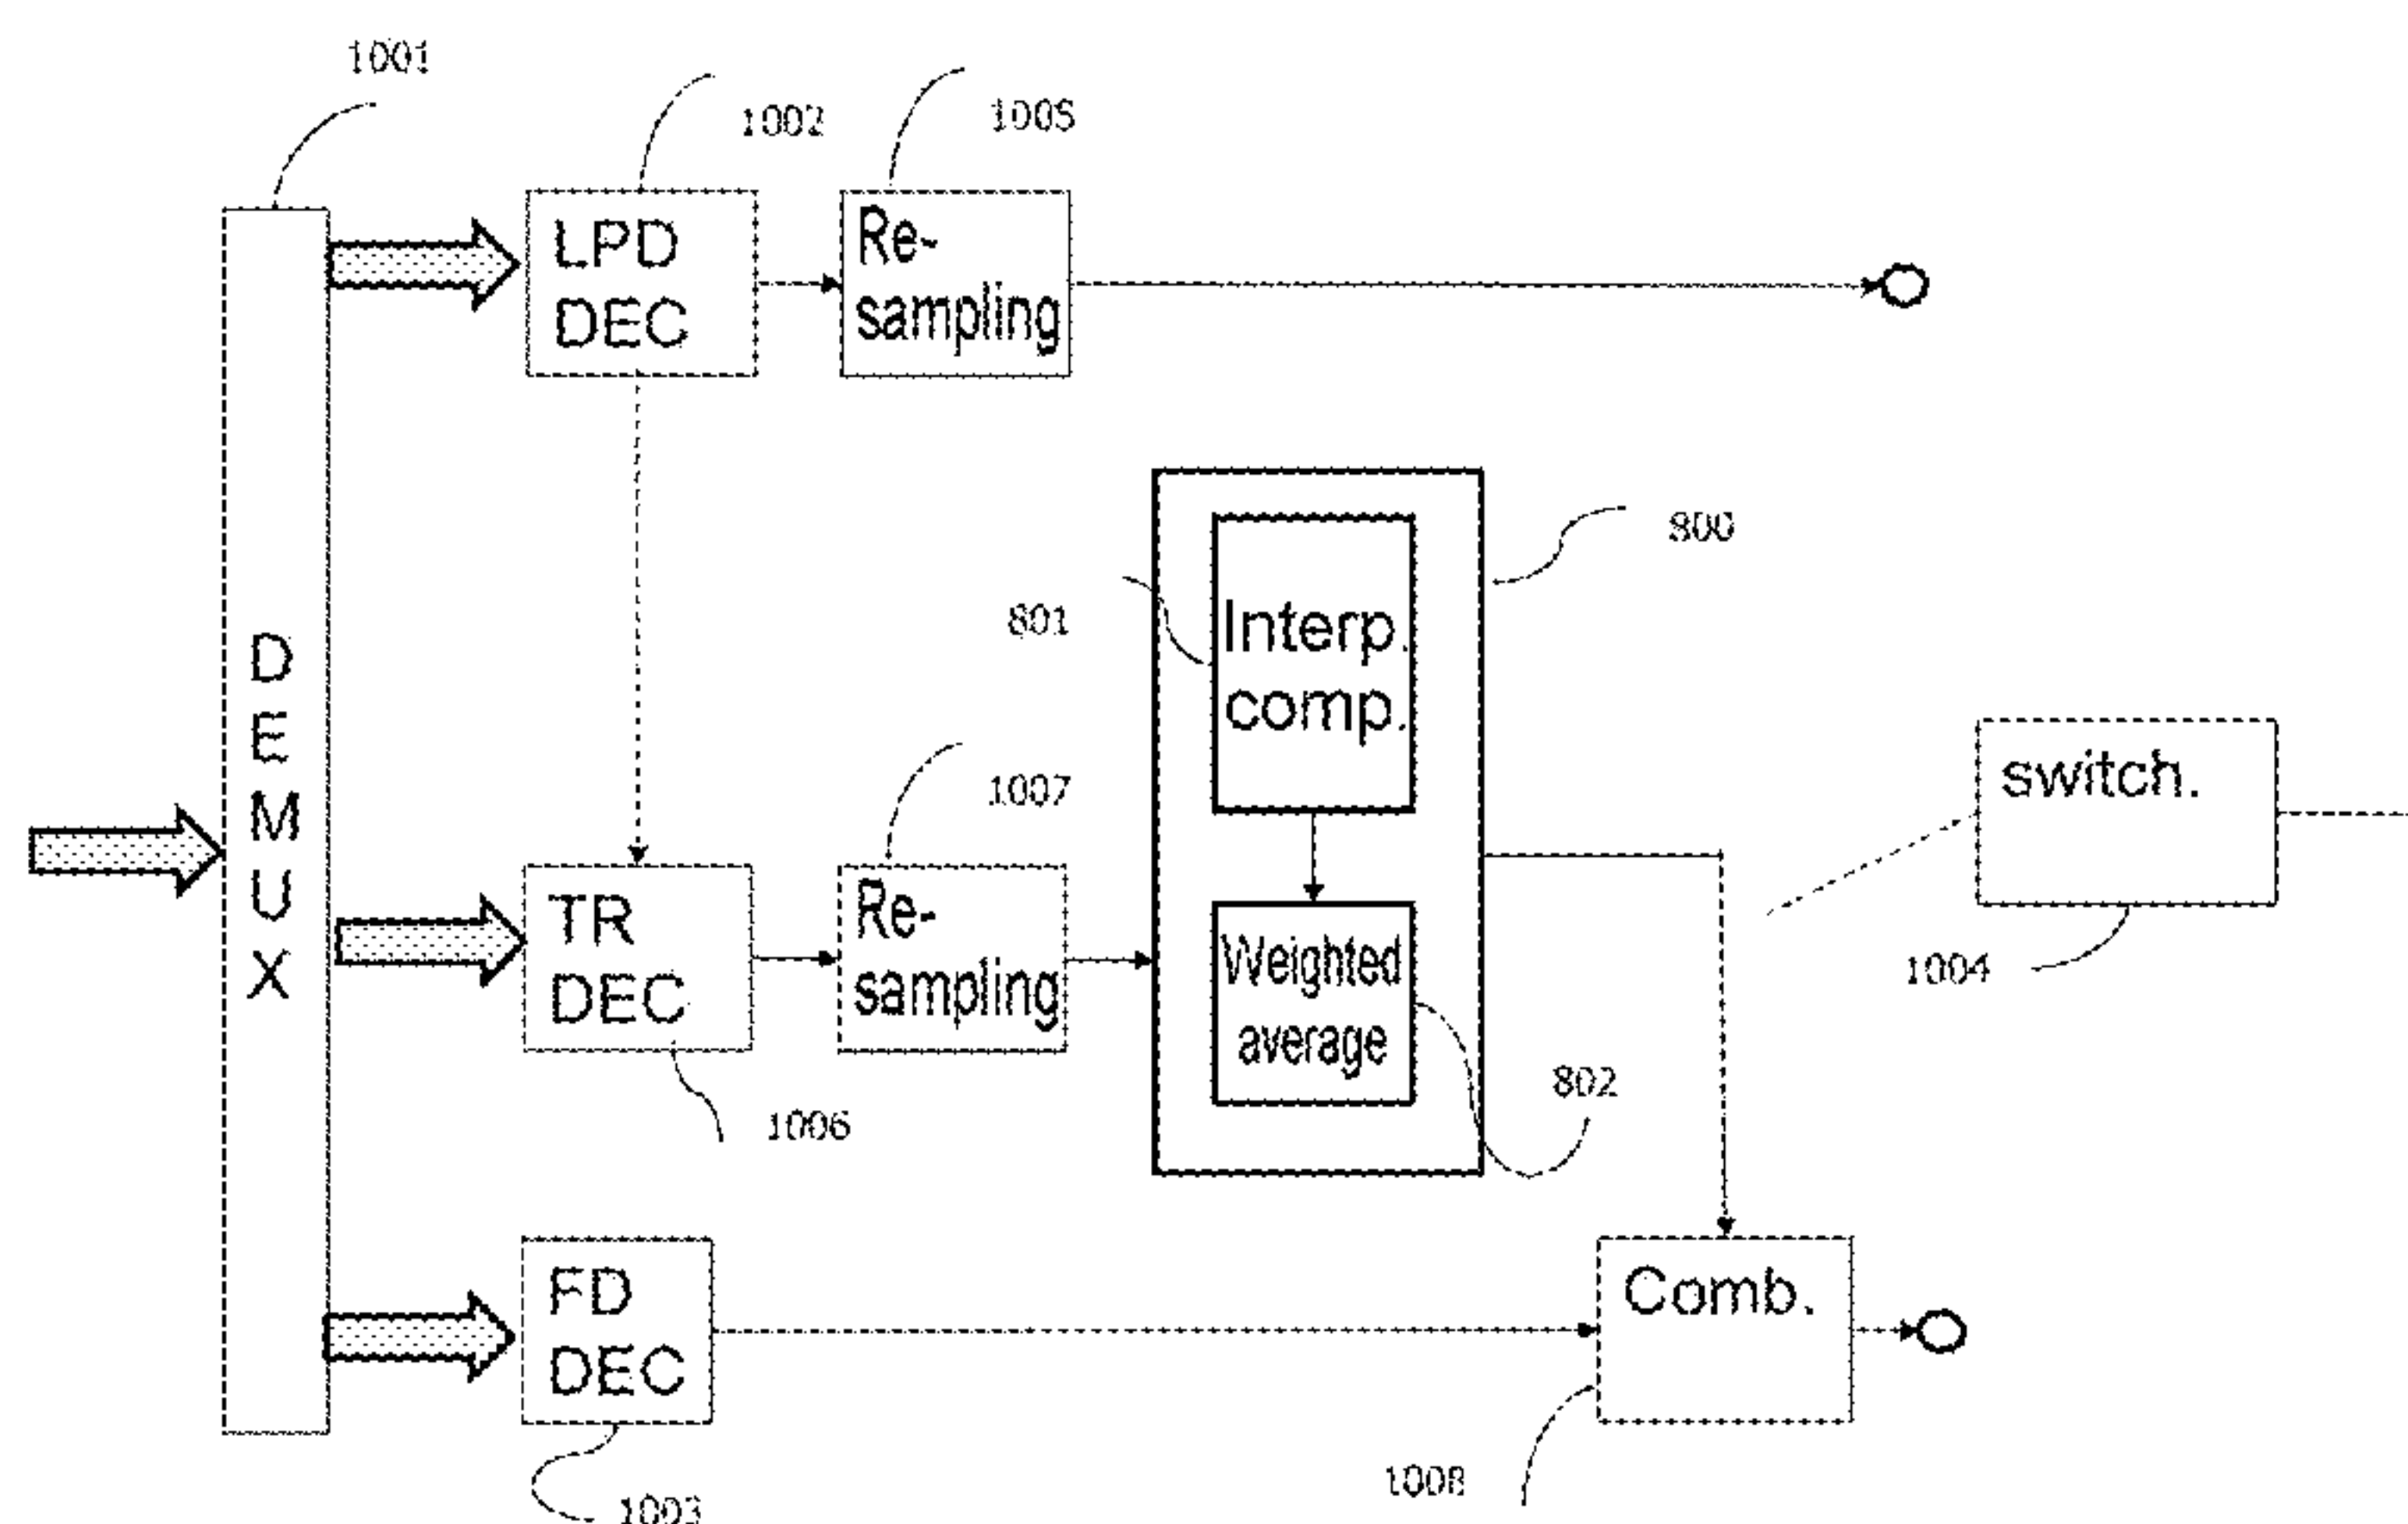 1001
1002
1005
LPD
DEC
Re-
sampling
800
801
Interp.
comp.
D
E
M
U
X
1007
switch.
TR
DEC
Re-
sampling
Weighted
average
1004
802
1006
FD
DEC
Comb.
1008
1003